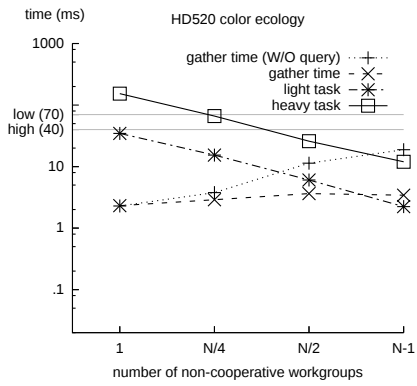 time (ms)
HD520 color ecology
1000
gather time (W/O query)
gather time
light task
heavy task
low (70)
high (40)
10
1
.1
1
N/4
N/2
N-1
number of non-cooperative workgroups